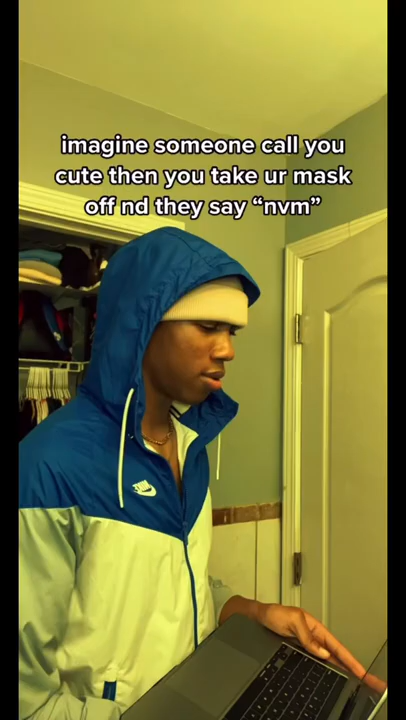 imagine someone call you
cute then you take ur mask
off nd they say “nvm”